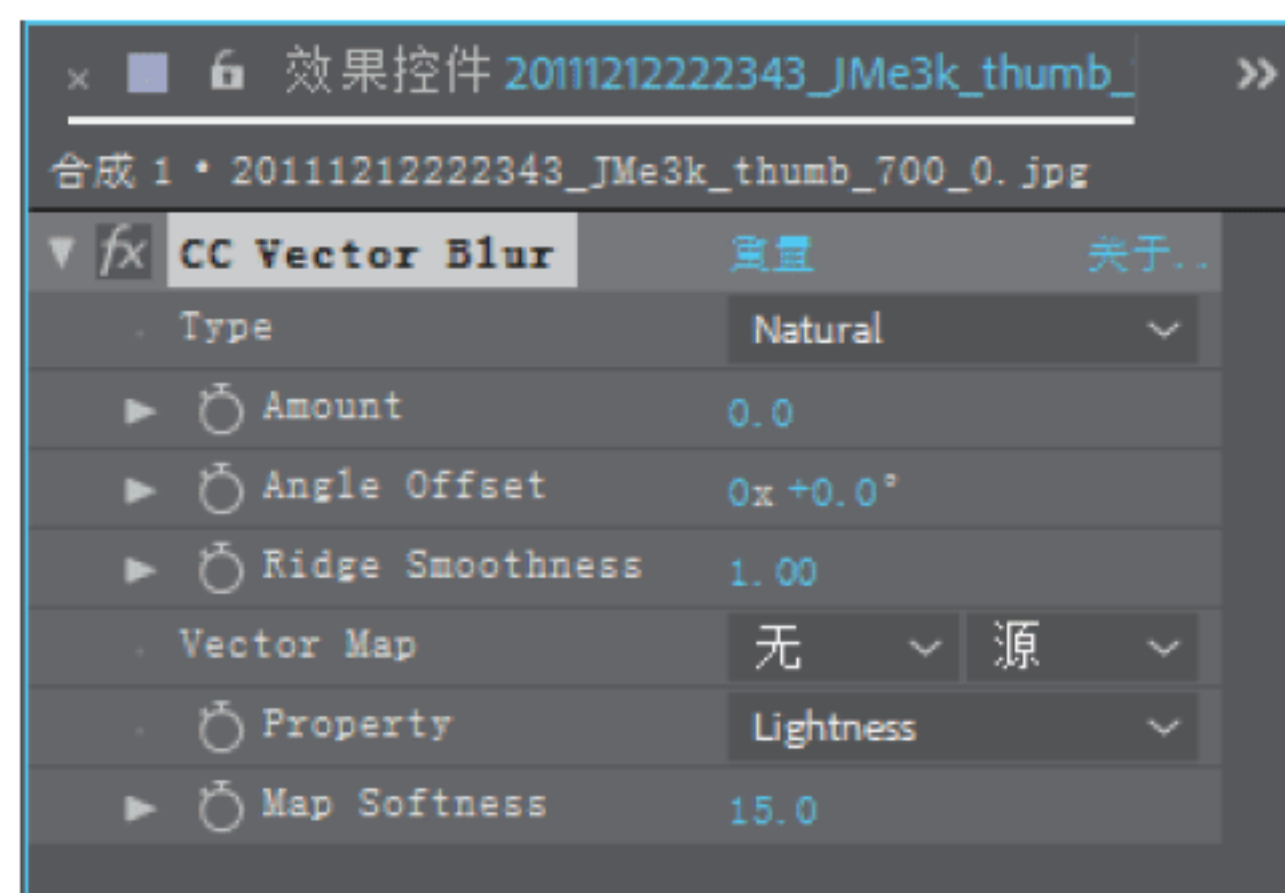 效果控件 20111212222343_JMe3k_thumb_
合成 1 • 20111212222343_JMe3k_thumb_700_0.jpg
fx CC Vector Blur 重置 关于..
Type Natural
Amount 0.0
Angle Offset 0x +0.0°
Ridge Smoothness 1.00
Vector Map 无 源
Property Lightness
Map Softness 15.0